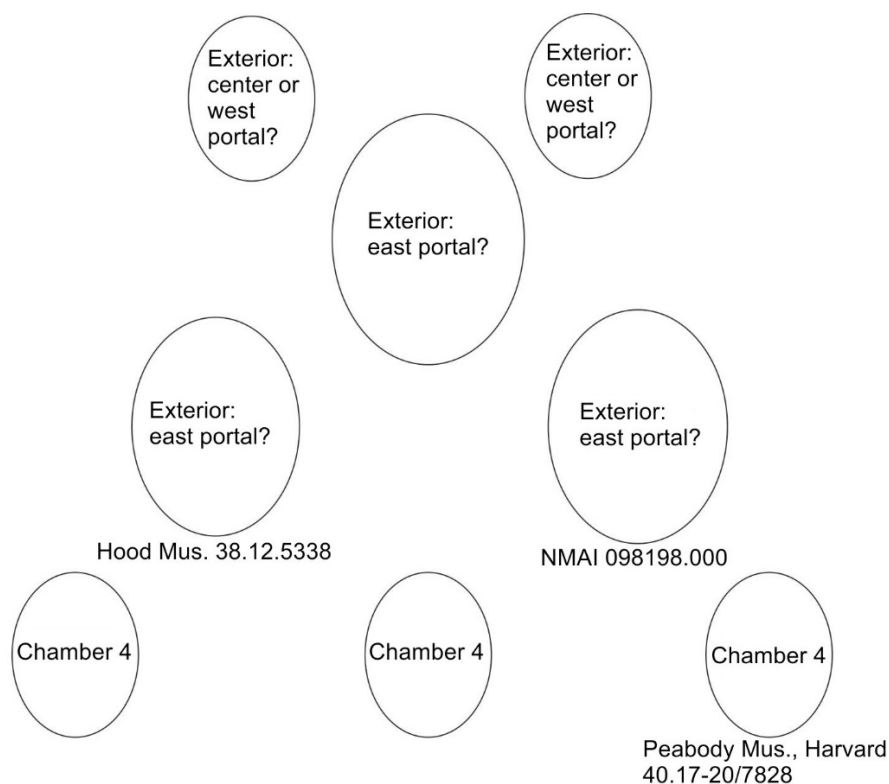 Exterior:
center or
west
portal?
Exterior:
center or
west
portal?
Exterior:
east portal?
Exterior:
east portal?
Hood Mus. 38.12.5338
Exterior:
east portal?
NMAI 098198.000
Chamber 4
Chamber 4
Chamber 4
Peabody Mus., Harvard
40.17-20/7828